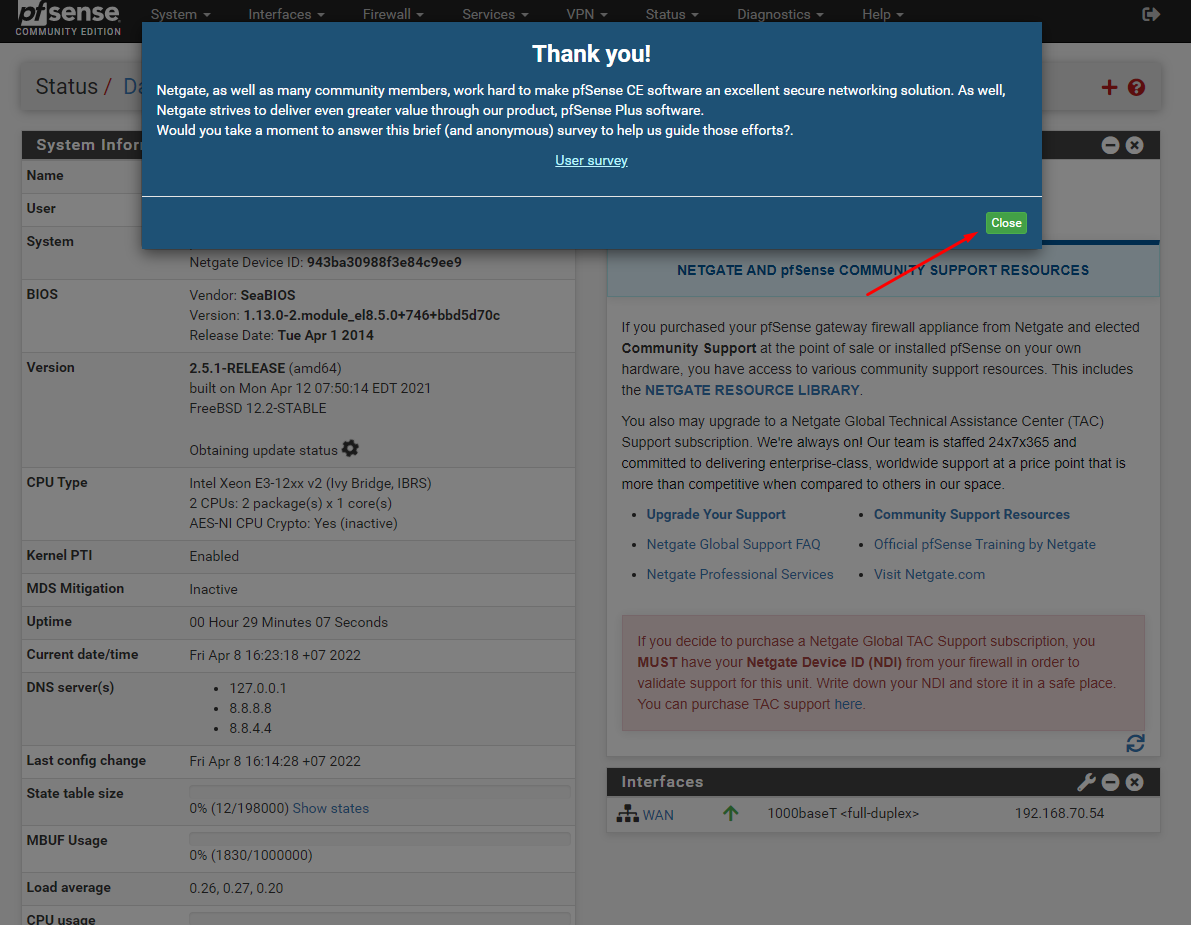 pfsense
COMMUNITY EDITION
System Interfaces Firewall Services VPN Status Diagnostics Help
Thank you!
Netgate, as well as many community members, work hard to make pfSense CE software an excellent secure networking solution. As well,
Netgate strives to deliver even greater value through our product, pfSense Plus software.
Would you take a moment to answer this brief (and anonymous) survey to help us guide those efforts?.
User survey
Close
Status /
System
Name
User
System
Netgate Device ID: 943ba30988f3e84c9ee9
BIOS
Vendor: SeaBIOS
Version: 1.13.0-2.module_el8.5.0+746+bbd5d70c
Release Date: Tue Apr 1 2014
Version
2.5.1-RELEASE (amd64)
built on Mon Apr 12 07:50:14 EDT 2021
FreeBSD 12.2-STABLE
Obtaining update status
CPU Type
Intel Xeon E3-12xx v2 (Ivy Bridge, IBRS)
2 CPUs: 2 package(s) x 1 core(s)
AES-NI CPU Crypto: Yes (inactive)
Kernel PTI
Enabled
MDS Mitigation
Inactive
Uptime
00 Hour 29 Minutes 07 Seconds
Current date/time
Fri Apr 8 16:23:18 +07 2022
DNS server(s)
127.0.0.1
8.8.8.8
8.8.4.4
Last config change
Fri Apr 8 16:14:28 +07 2022
State table size
0% (12/198000) Show states
MBUF Usage
0% (1830/1000000)
Load average
0.26, 0.27, 0.20
CPU usage
NETGATE AND pfSense COMMUNITY SUPPORT RESOURCES
If you purchased your pfSense gateway firewall appliance from Netgate and elected
Community Support at the point of sale or installed pfSense on your own
hardware, you have access to various community support resources. This includes
the NETGATE RESOURCE LIBRARY.
You also may upgrade to a Netgate Global Technical Assistance Center (TAC)
Support subscription. We're always on! Our team is staffed 24x7x365 and
committed to delivering enterprise-class, worldwide support at a price point that is
more than competitive when compared to others in our space.
Upgrade Your Support
Netgate Global Support FAQ
Netgate Professional Services
Community Support Resources
Official pfSense Training by Netgate
Visit Netgate.com
If you decide to purchase a Netgate Global TAC Support subscription, you
MUST have your Netgate Device ID (NDI) from your firewall in order to
validate support for this unit. Write down your NDI and store it in a safe place.
You can purchase TAC support here.
Interfaces
WAN 1000baseT <full-duplex> 192.168.70.54